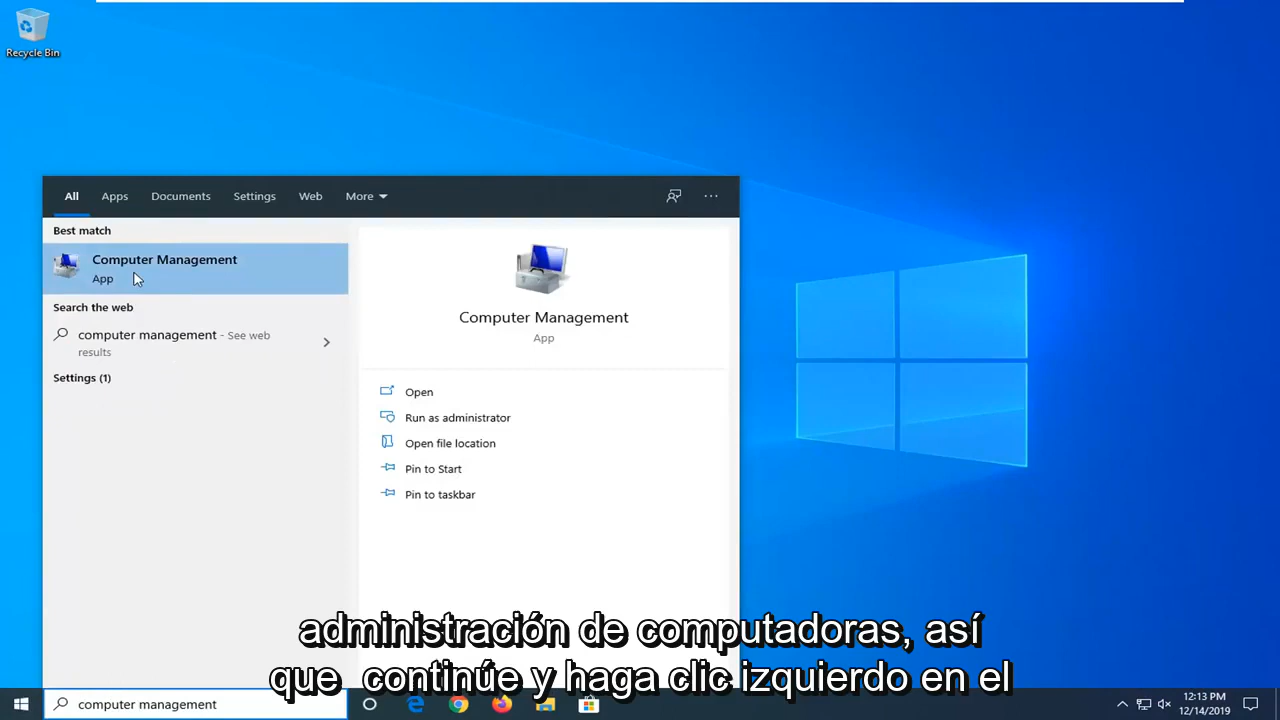 Recycle Bin
All Apps Documents Settings Web More
Best match
Computer Management
App
Search the web
computer management - See web
results
Settings (1)
Computer Management
App
Open
Run as administrator
Open file location
Pin to Start
Pin to taskbar
administración de computadoras, así
que continúe y haga clic izquierdo en el
computer management
12:13 PM
12/14/2019